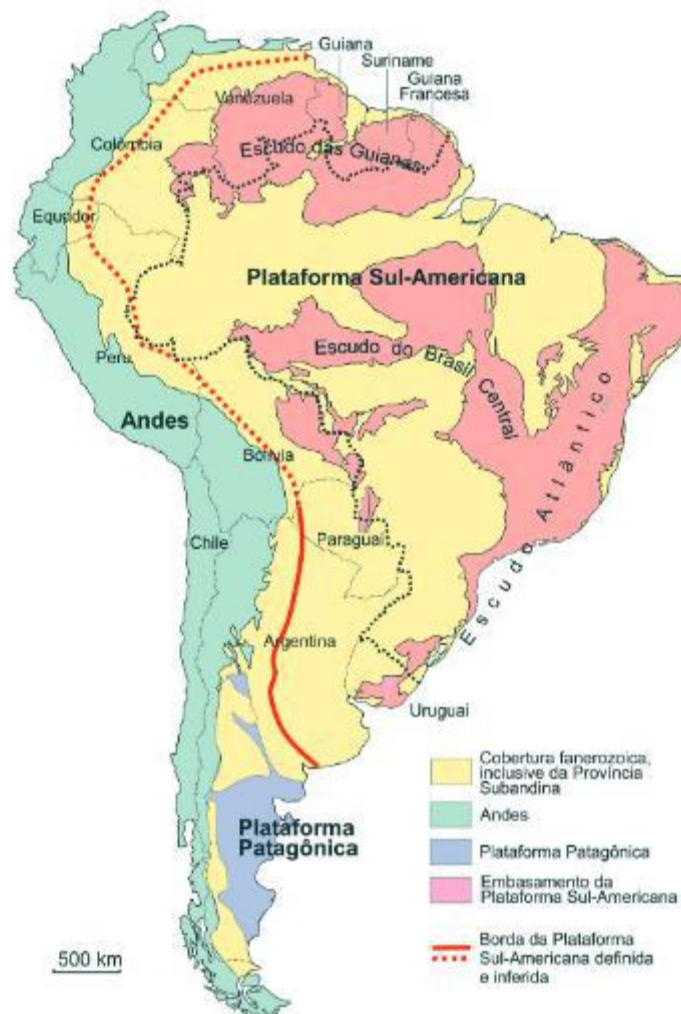 Guiana
Suriname
Guiana
Francesa
Venezuela
Escudo das Guianas
Colômbia
Equador
Plataforma Sul-Americana
Escudo do Brasil Central
Peru
Andes
Bolívia
Escudo Atlântico
Chile
Paraguai
Argentina
Uruguai
Plataforma
Patagônica
Cobertura fanerozoica,
inclusive da Província
Subandina
Andes
Plataforma Patagônica
Embasamento da
Plataforma Sul-Americana
Borda da Plataforma
Sul-Americana definida
e inferida
500 km